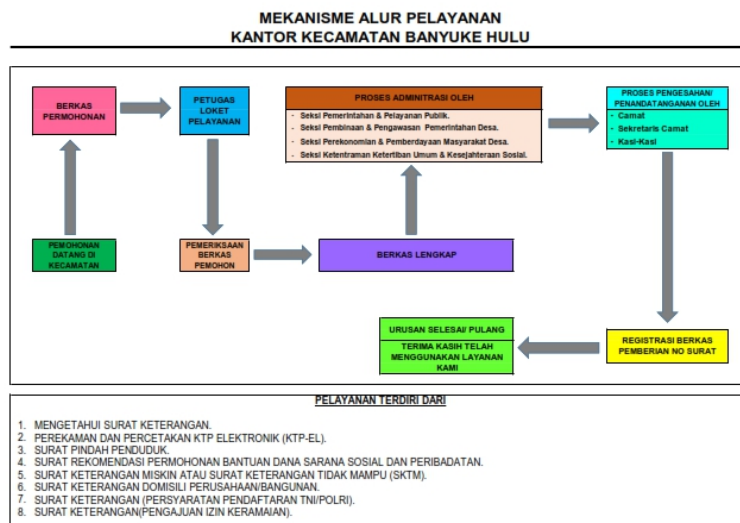 MEKANISME ALUR PELAYANAN
KANTOR KECAMATAN BANYUKE HULU
BERKAS
PERMOHONAN
PETUGAS
LOKET
PELAYANAN
PROSES ADMINITRASI OLEH
- Seksi Pemerintahan & Pelayanan Publik.
- Seksi Pembinaan & Pengawasan Pemerintahan Desa.
- Seksi Perekonomian & Pemberdayaan Masyarakat Desa.
- Seksi Ketentraman Ketertiban Umum & Kesejahteraan Sosial.
PROSES PENGESAHAN/
PENANDATANGANAN OLEH
- Camat
- Sekretaris Camat
- Kasi-Kasi
PEMOHONAN
DATANG DI
KECAMATAN
PEMERIKSAAN
BERKAS
PEMOHON
BERKAS LENGKAP
URUSAN SELESAI/ PULANG
TERIMA KASIH TELAH
MENGGUNAKAN LAYANAN
KAMI
REGISTRASI BERKAS
PEMBERIAN NO SURAT
PELAYANAN TERDIRI DARI
1. MENGETAHUI SURAT KETERANGAN.
2. PEREKAMAN DAN PERCETAKAN KTP ELEKTRONIK (KTP-EL).
3. SURAT PINDAH PENDUDUK.
4. SURAT REKOMENDASI PERMOHONAN BANTUAN DANA SARANA SOSIAL DAN PERIBADATAN.
5. SURAT KETERANGAN MISKIN ATAU SURAT KETERANGAN TIDAK MAMPU (SKTM).
6. SURAT KETERANGAN DOMISILI PERUSAHAAN/BANGUNAN.
7. SURAT KETERANGAN (PERSYARATAN PENDAFTARAN TNI/POLRI).
8. SURAT KETERANGAN(PENGAJUAN IZIN KERAMAIAN).